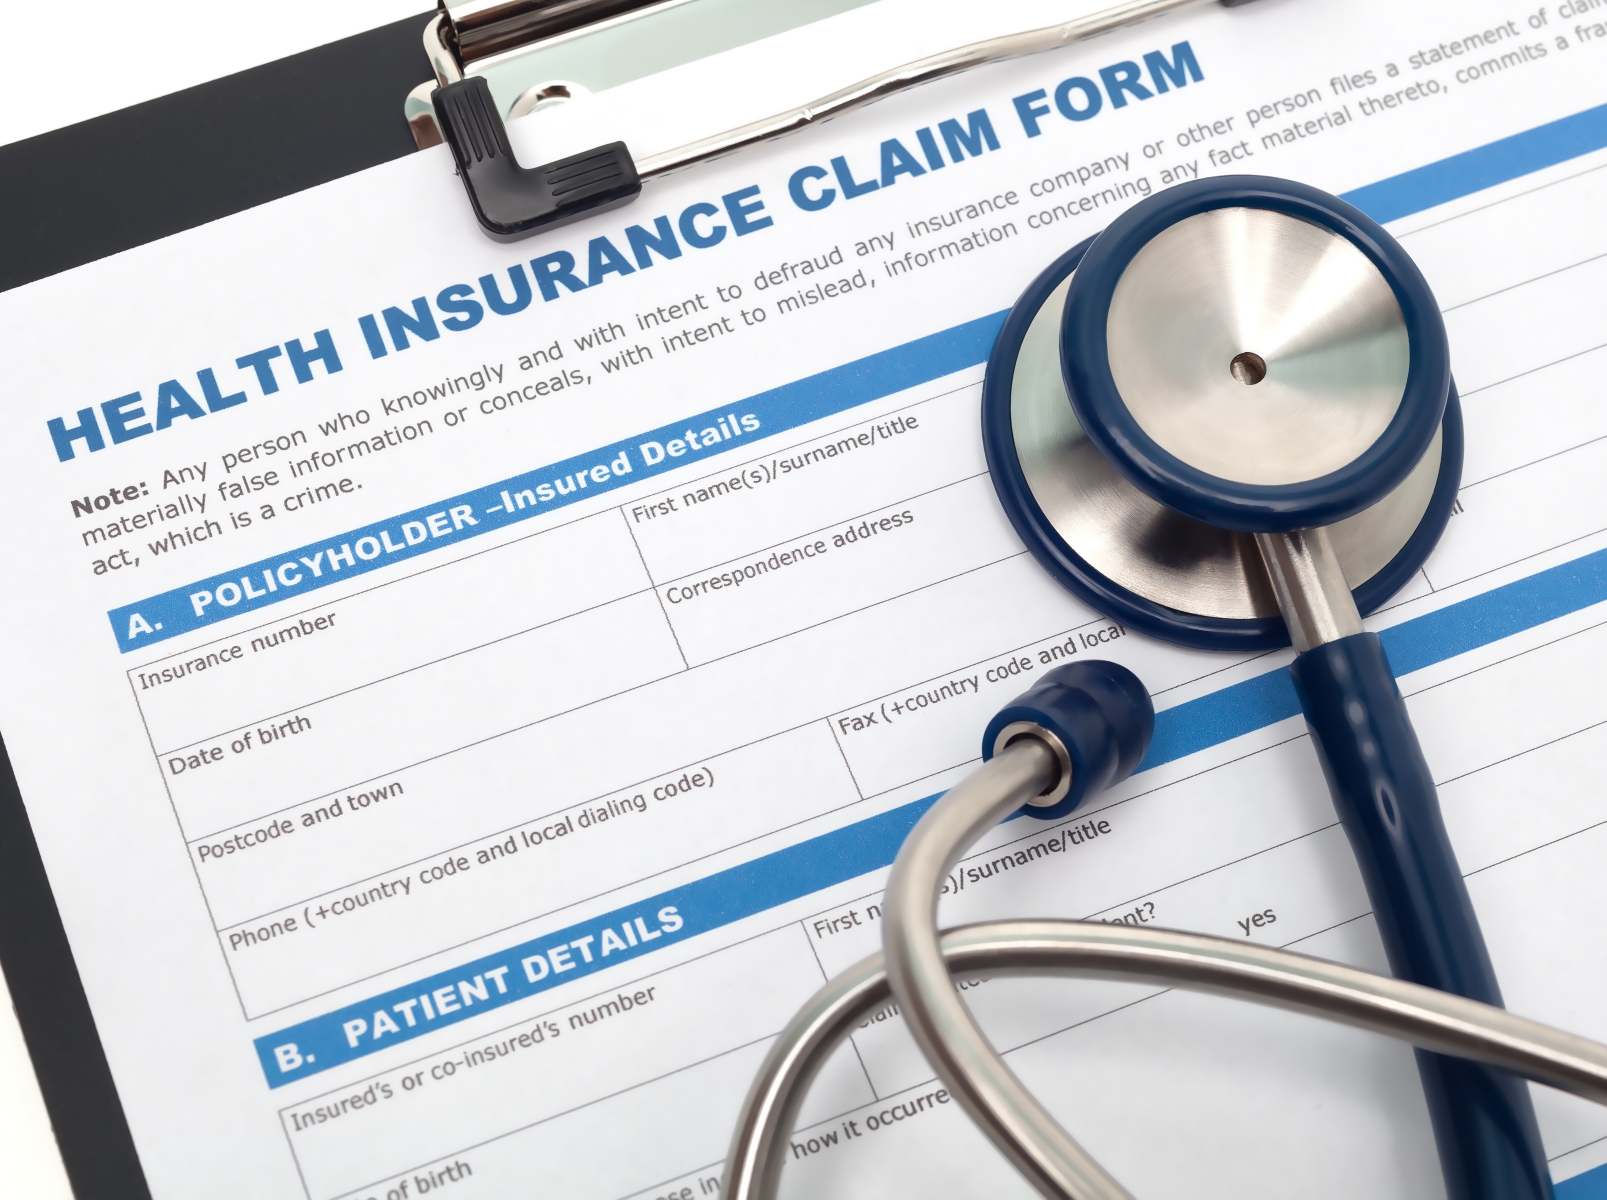 HEALTH INSURANCE CLAIM FORM
Note: Any person who knowingly and with intent to defraud any insurance company or other person files a statement of
materially false information or conceals, with intent to mislead, information concerning any fact material thereto, commits a
act, which is a crime.
A. POLICYHOLDER –Insured Details
Insurance number
First name(s)/surname/title
Date of birth
Correspondence address
Postcode and town
Phone (+country code and local dialing code)
Fax (+country code and local
B. PATIENT DETAILS
Insured's or co-insured's number
First
/surname/title
yes
of birth
how it occurre